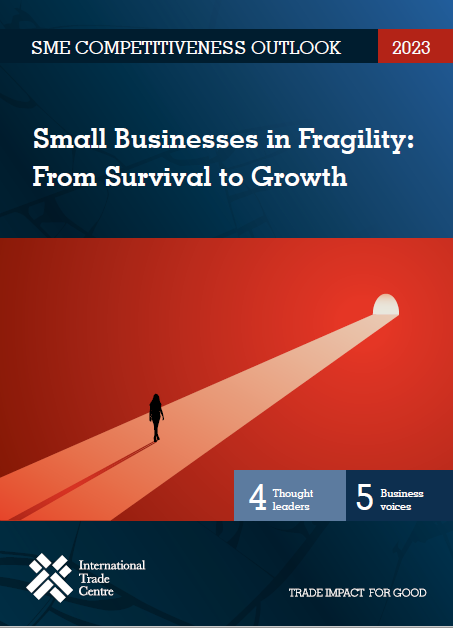 SME COMPETITIVENESS OUTLOOK 2023
Small Businesses in Fragility:
From Survival to Growth
4 Thought leaders
5 Business voices
International
Trade
Centre
TRADE IMPACT FOR GOOD